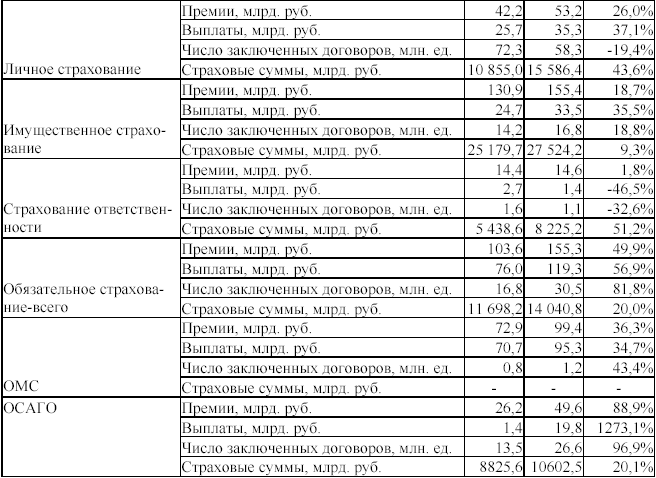 Премии, млрд. руб. 42,2 53,2 26,0%
Выплаты, млрд. руб. 25,7 35,3 37,1%
Число заключенных договоров, млн. ед. 72,3 58,3 -19,4%
Личное страхование Страховые суммы, млрд. руб. 10 855,0 15 586,4 43,6%
Премии, млрд. руб. 130,9 155,4 18,7%
Выплаты, млрд. руб. 24,7 33,5 35,5%
Имущественное страхо- Число заключенных договоров, млн. ед. 14,2 16,8 18,8%
вание Страховые суммы, млрд. руб. 25 179,7 27 524,2 9,3%
Премии, млрд. руб. 14,4 14,6 1,8%
Выплаты, млрд. руб. 2,7 1,4 -46,5%
Страхование ответствен- Число заключенных договоров, млн. ед. 1,6 1,1 -32,6%
ности Страховые суммы, млрд. руб. 5 438,6 8 225,2 51,2%
Премии, млрд. руб. 103,6 155,3 49,9%
Выплаты, млрд. руб. 76,0 119,3 56,9%
Обязательное страхова- Число заключенных договоров, млн. ед. 16,8 30,5 81,8%
ние-всего Страховые суммы, млрд. руб. 11 698,2 14 040,8 20,0%
Премии, млрд. руб. 72,9 99,4 36,3%
Выплаты, млрд. руб. 70,7 95,3 34,7%
Число заключенных договоров, млн. ед. 0,8 1,2 43,4%
ОМС Страховые суммы, млрд. руб. - - -
ОСАГО Премии, млрд. руб. 26,2 49,6 88,9%
Выплаты, млрд. руб. 1,4 19,8 1273,1%
Число заключенных договоров, млн. ед. 13,5 26,6 96,9%
Страховые суммы, млрд. руб. 8825,6 10602,5 20,1%